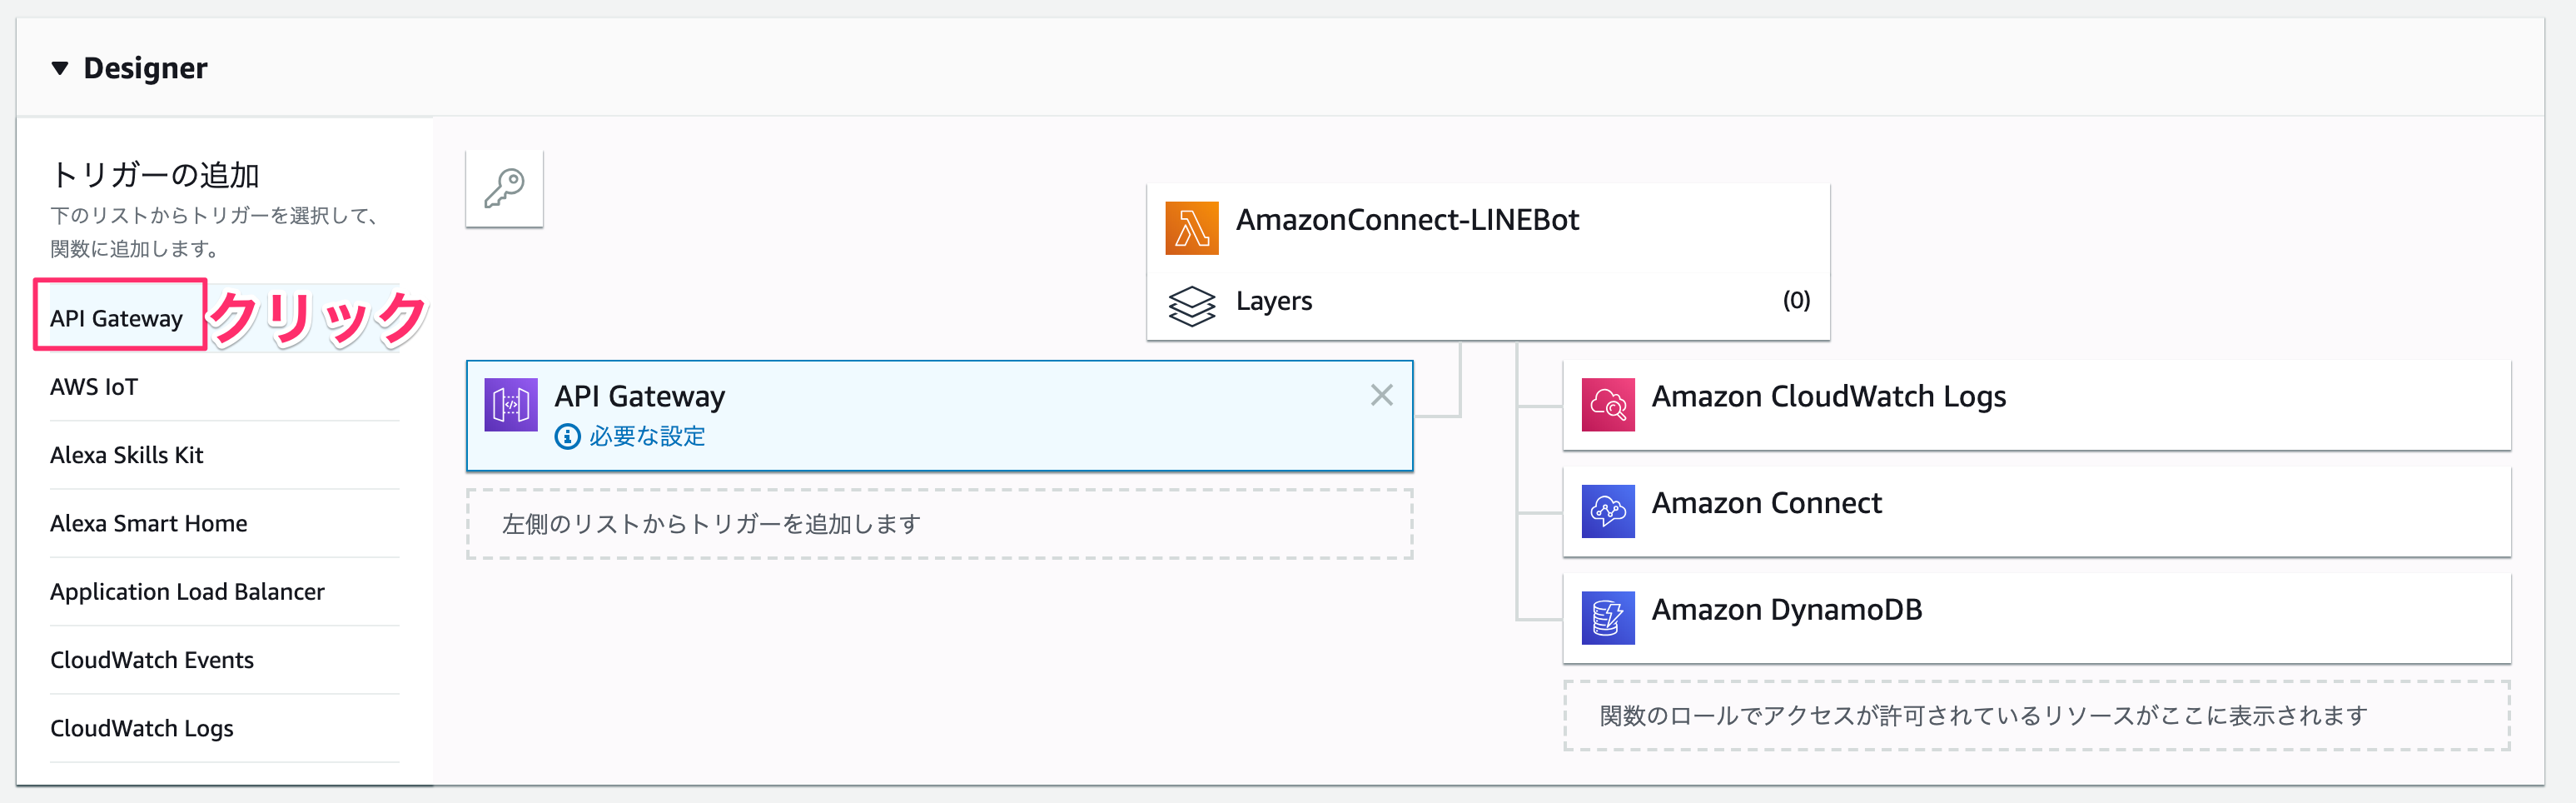 Designer
トリガーの追加
下のリストからトリガーを選択して、
関数に追加します。
API Gateway
クリック
AWS IoT
Alexa Skills Kit
Alexa Smart Home
Application Load Balancer
CloudWatch Events
CloudWatch Logs
AmazonConnect-LINEBot
Layers (0)
API Gateway
必要な設定
左側のリストからトリガーを追加します
Amazon CloudWatch Logs
Amazon Connect
Amazon DynamoDB
関数のロールでアクセスが許可されているリソースがここに表示されます